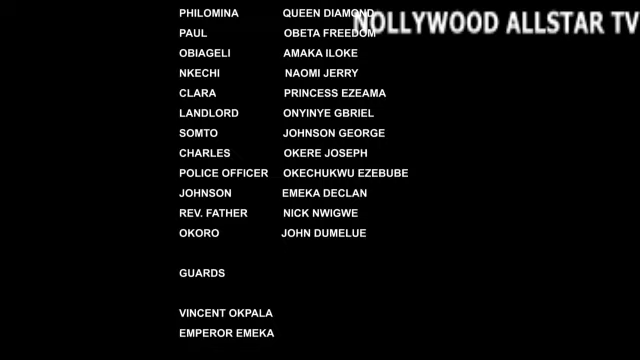 PHILOMINA QUEEN DIAMOND
NOLLYWOOD ALLSTAR TV
PAUL OBETA FREEDOM
OBIAGELI AMAKA ILOKE
NKECHI NAOMI JERRY
CLARA PRINCESS EZEAMA
LANDLORD ONYINYE GBRIEL
SOMTO JOHNSON GEORGE
CHARLES OKERE JOSEPH
POLICE OFFICER OKECHUKWU EZEBUBE
JOHNSON EMEKA DECLAN
REV. FATHER NICK NWIGWE
OKORO JOHN DUMELUE
GUARDS
VINCENT OKPALA
EMPEROR EMEKA